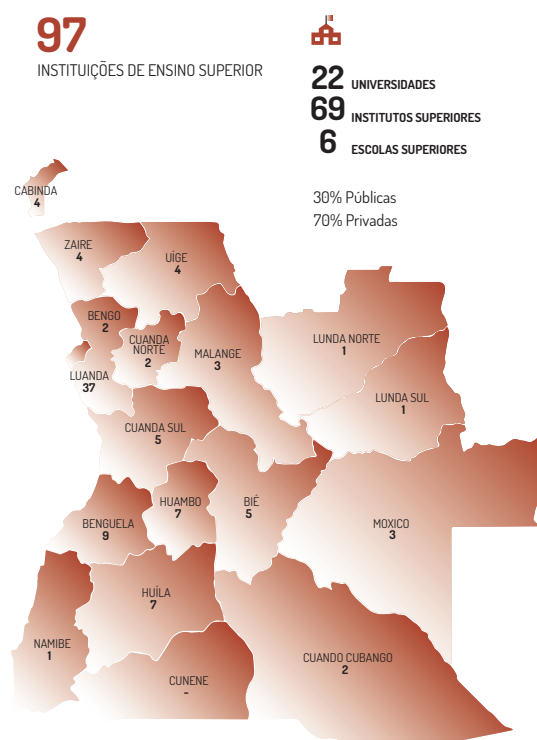 97
INSTITUIÇÕES DE ENSINO SUPERIOR
22 UNIVERSIDADES
69 INSTITUTOS SUPERIORES
6 ESCOLAS SUPERIORES
30% Públicas
70% Privadas
CABINDA
4
ZAIRE
4
UÍGE
4
BENGO
2
CUANDA
NORTE
2
MALANGE
3
LUNDA NORTE
1
LUANDA
37
LUNDA SUL
1
CUANDA SUL
5
HUAMBO
7
BIÉ
5
BENGUELA
9
MOXICO
3
HUÍLA
7
NAMIBE
1
CUANDO CUBANGO
2
CUNENE
-